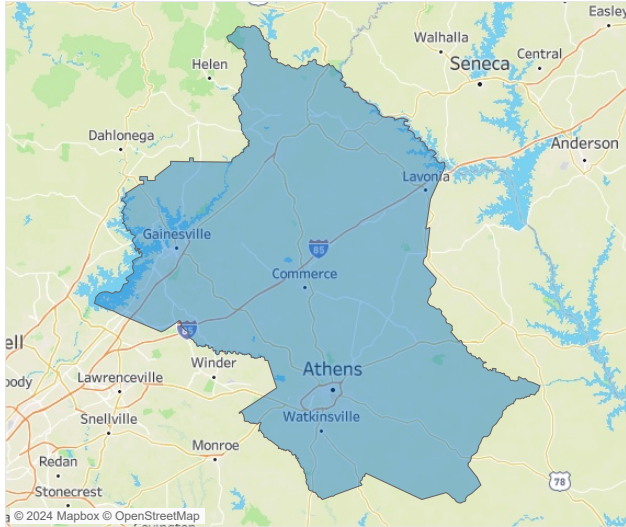 Easley
Walhalla
Central
Helen
Seneca
Dahlonega
Anderson
Lavonia
Gainesville
85
Commerce
85
ell
Winder
Athens
ody
Lawrenceville
Watkinsville
Snellville
Monroe
Redan
78
Stonecrest
© 2024 Mapbox © OpenStreetMap